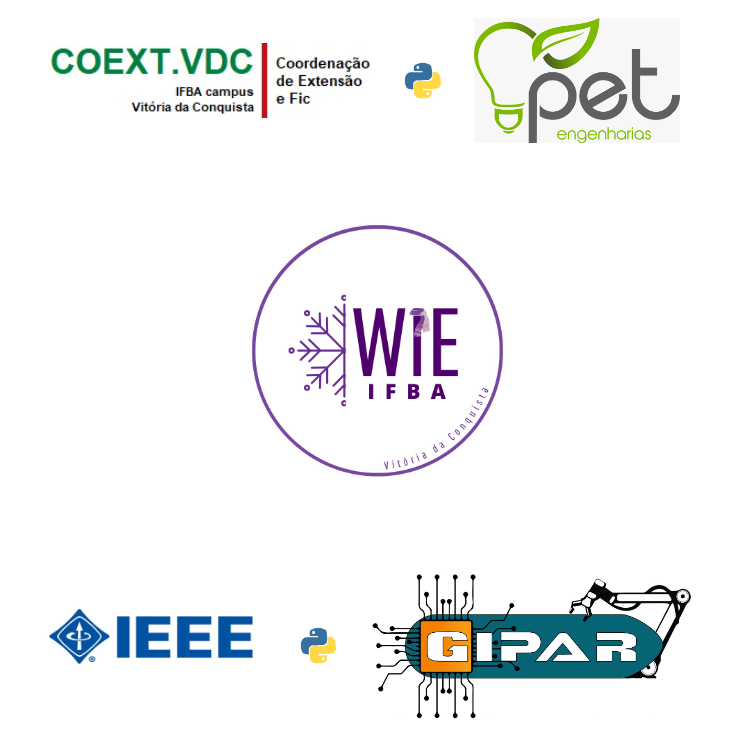 COEXT.VDC
IFBA campus
Vitória da Conquista
Coordenação
de Extensão
e Fic
pet
engenharias
WIE
IFBA
Vitória da Conquista
IEEE
®
GIPAR